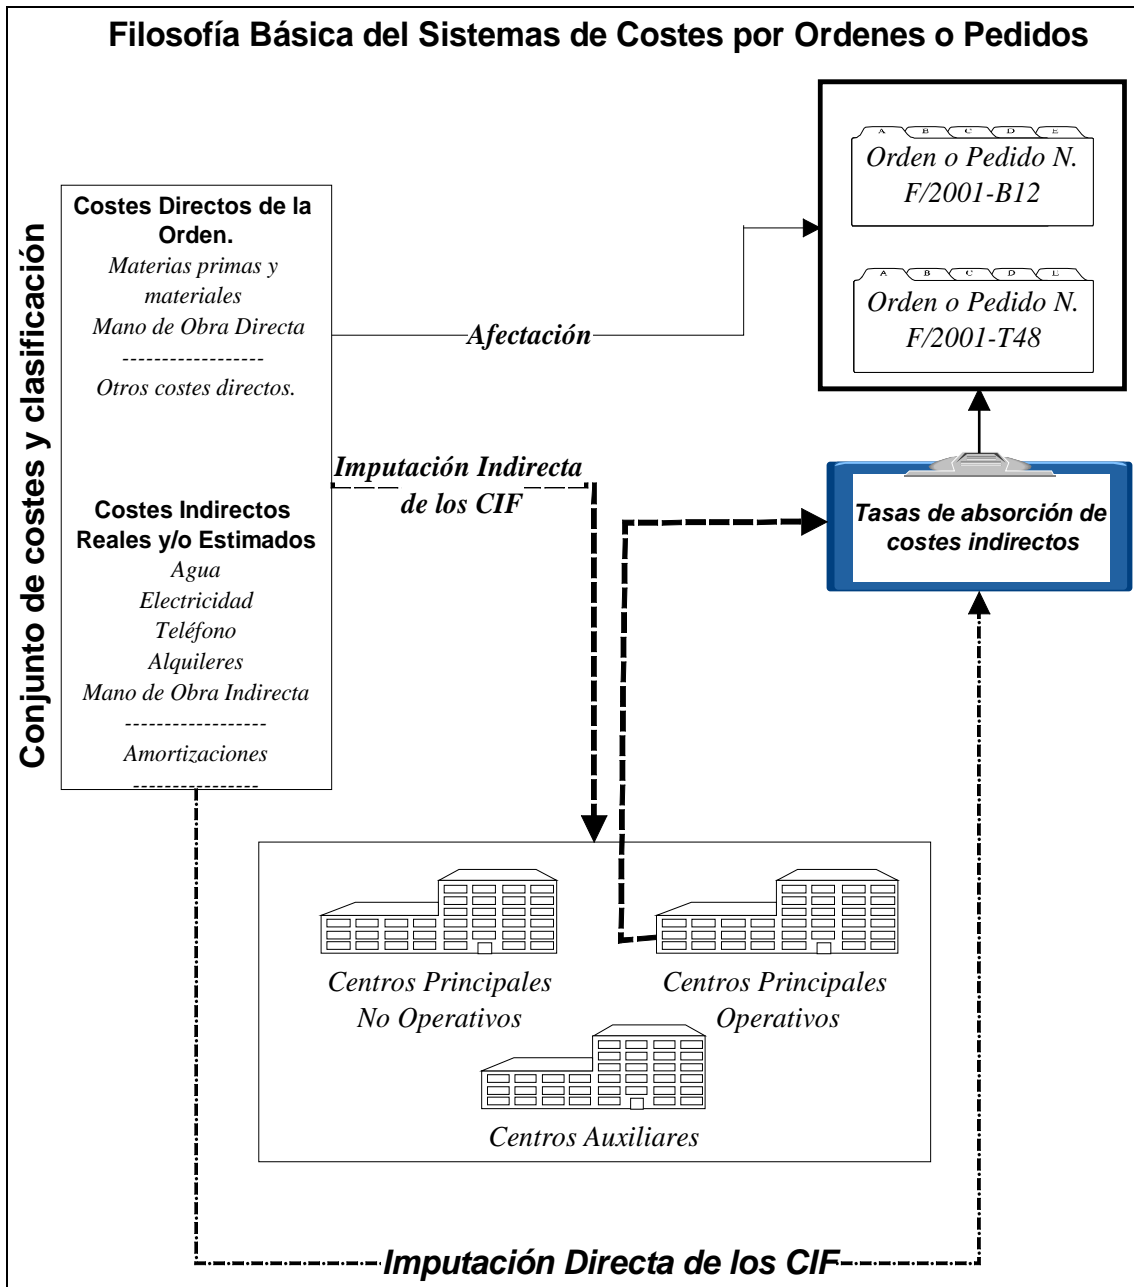 Filosofía Básica del Sistemas de Costes por Ordenes o Pedidos
Conjunto de costes y clasificación
Costes Directos de la
Orden.
Materias primas y
materiales
Mano de Obra Directa
------------------
Otros costes directos.
Costes Indirectos
Reales y/o Estimados
Agua
Electricidad
Teléfono
Alquileres
Mano de Obra Indirecta
------------------
Amortizaciones
----------------
Afectación
Imputación Indirecta
de los CIF
A B C D E
Orden o Pedido N.
F/2001-B12
A B C D E
Orden o Pedido N.
F/2001-T48
Tasas de absorción de
costes indirectos
Centros Principales
No Operativos
Centros Principales
Operativos
Centros Auxiliares
Imputación Directa de los CIF